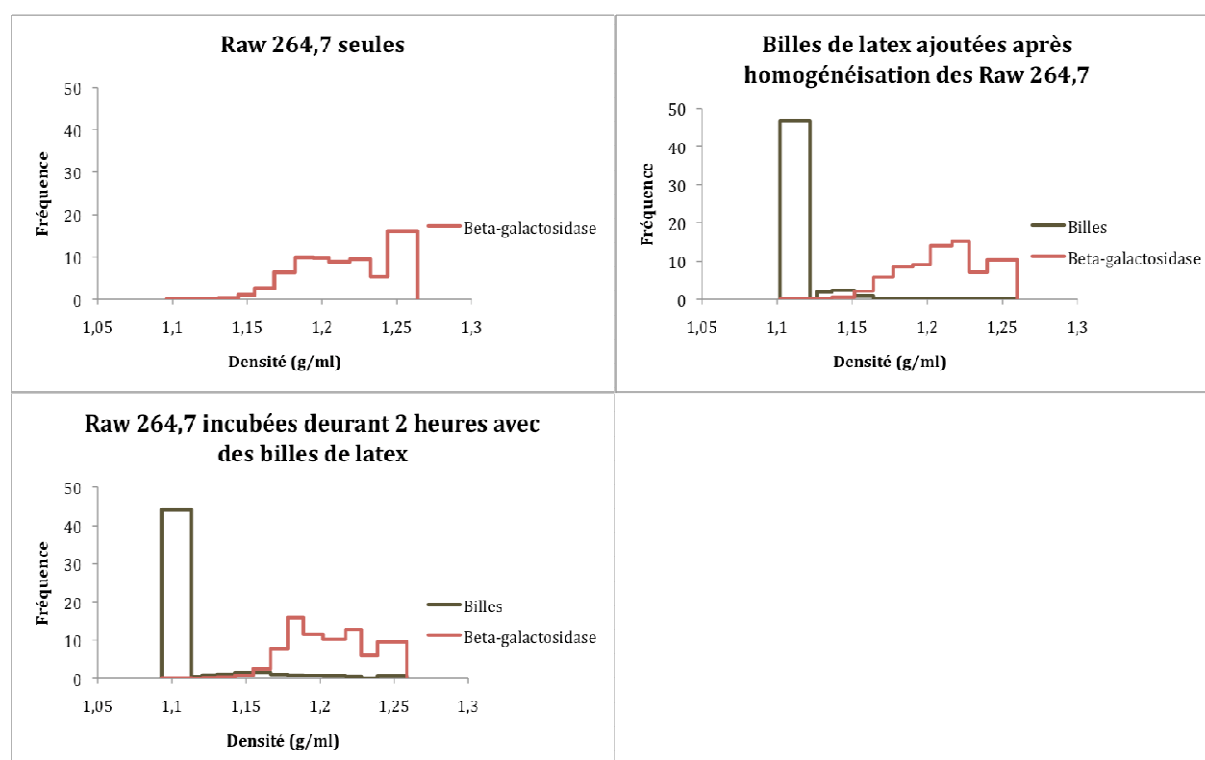 Raw 264,7 seules
50
40
30
20
10
0
Fréquence
1,05 1,1 1,15 1,2 1,25 1,3
Densité (g/ml)
Beta-galactosidase
Billes de latex ajoutées après
homogénéisation des Raw 264,7
50
40
30
20
10
0
Fréquence
1,05 1,1 1,15 1,2 1,25 1,3
Densité (g/ml)
Billes
Beta-galactosidase
Raw 264,7 incubées deurant 2 heures avec
des billes de latex
50
40
30
20
10
0
Fréquence
1,05 1,1 1,15 1,2 1,25 1,3
Densité (g/ml)
Billes
Beta-galactosidase